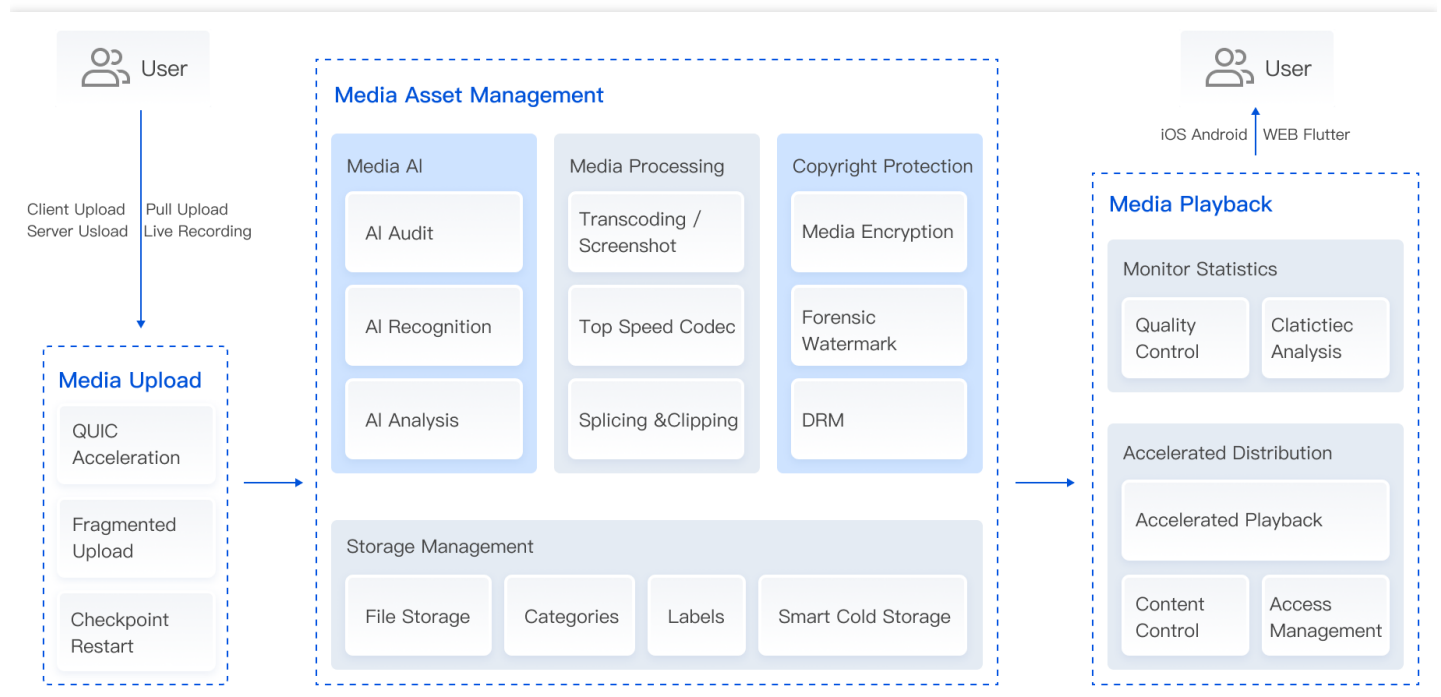 User
Client Upload
Server Usload
Pull Upload
Live Recording
Media Upload
QUIC
Acceleration
Fragmented
Upload
Checkpoint
Restart
Media Asset Management
Media AI
AI Audit
AI Recognition
AI Analysis
Media Processing
Transcoding /
Screenshot
Top Speed Codec
Splicing &Clipping
Copyright Protection
Media Encryption
Forensic
Watermark
DRM
Storage Management
File Storage
Categories
Labels
Smart Cold Storage
User
iOS Android
WEB Flutter
Media Playback
Monitor Statistics
Quality
Control
Clatictiec
Analysis
Accelerated Distribution
Accelerated Playback
Content
Control
Access
Management